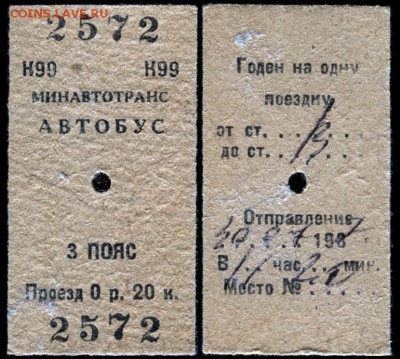 COINS.LAVE.RU
2572
К99 К99
МИНАВТОТРАНС
АВТОБУС
3 ПОЯС
Проезд 0 р. 20 к.
2572
Годен на одну
поездку
от ст.
до ст.
Отправление
198
В час. мин.
Место №